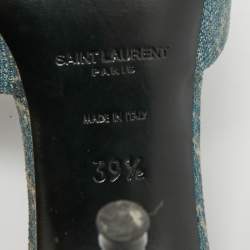 SAINT LAURENT
PARIS
MADE IN ITALY
39½